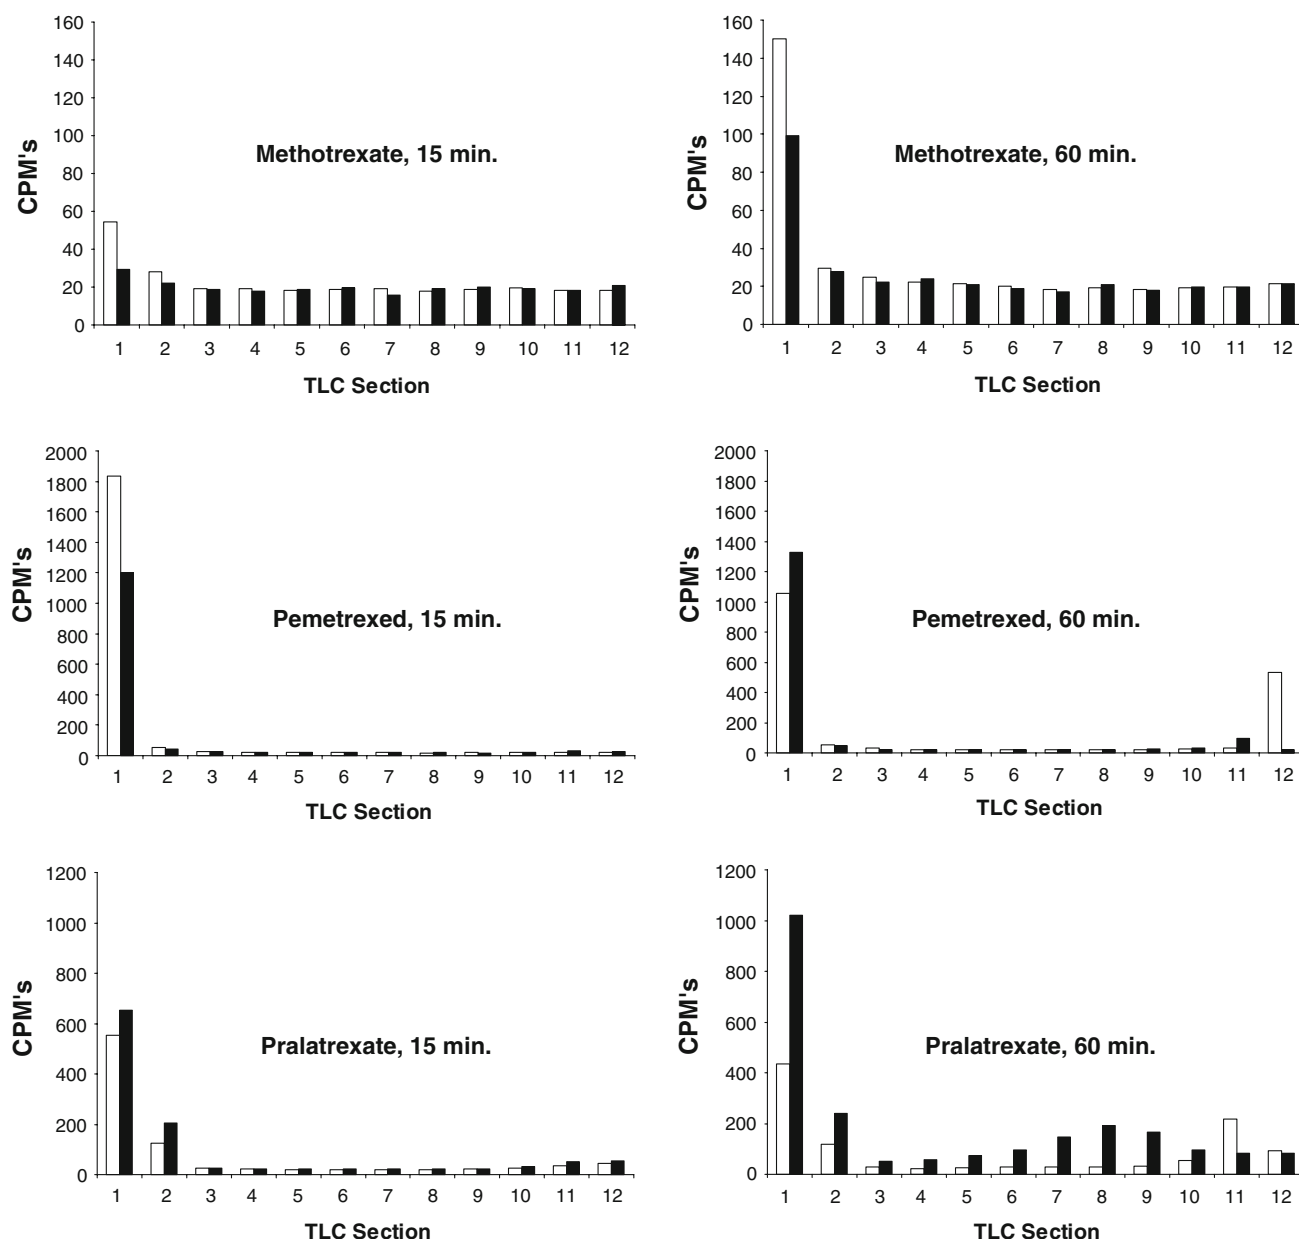 160
140
120
100
80
60
40
20
0
CPM's
Methotrexate, 15 min.
1 2 3 4 5 6 7 8 9 10 11 12
TLC Section
160
140
120
100
80
60
40
20
0
CPM's
Methotrexate, 60 min.
1 2 3 4 5 6 7 8 9 10 11 12
TLC Section
2000
1800
1600
1400
1200
1000
800
600
400
200
0
CPM's
Pemetrexed, 15 min.
1 2 3 4 5 6 7 8 9 10 11 12
TLC Section
2000
1800
1600
1400
1200
1000
800
600
400
200
0
CPM's
Pemetrexed, 60 min.
1 2 3 4 5 6 7 8 9 10 11 12
TLC Section
1200
1000
800
600
400
200
0
CPM's
Pralatrexate, 15 min.
1 2 3 4 5 6 7 8 9 10 11 12
TLC Section
1200
1000
800
600
400
200
0
CPM's
Pralatrexate, 60 min.
1 2 3 4 5 6 7 8 9 10 11 12
TLC Section